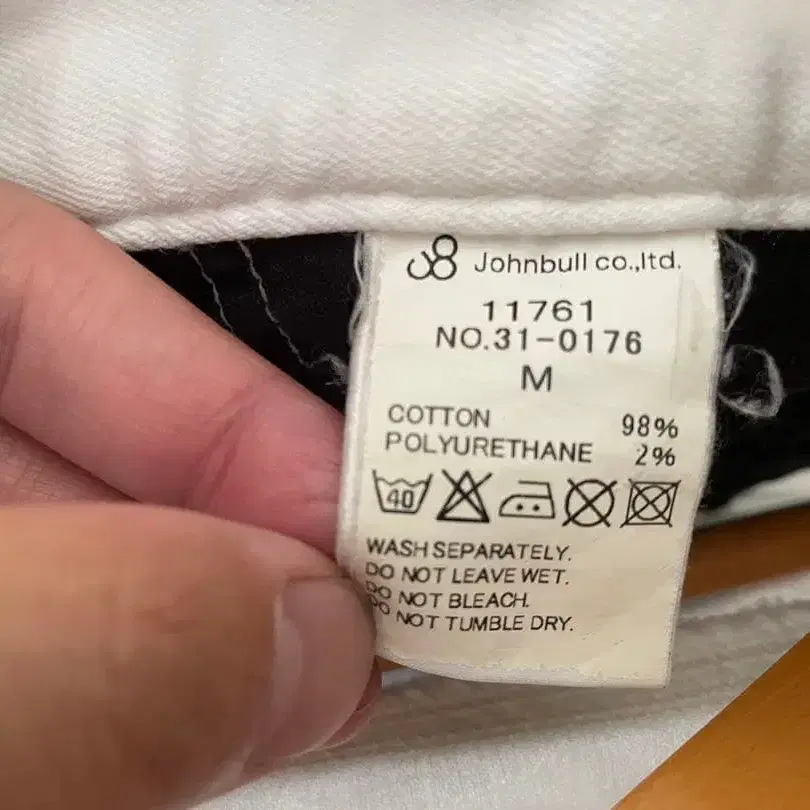 Johnbull co.,ltd.
11761
NO.31-0176
M
COTTON 98%
POLYURETHANE 2%
40
WASH SEPARATELY.
DO NOT LEAVE WET.
DO NOT BLEACH.
DO NOT TUMBLE DRY.